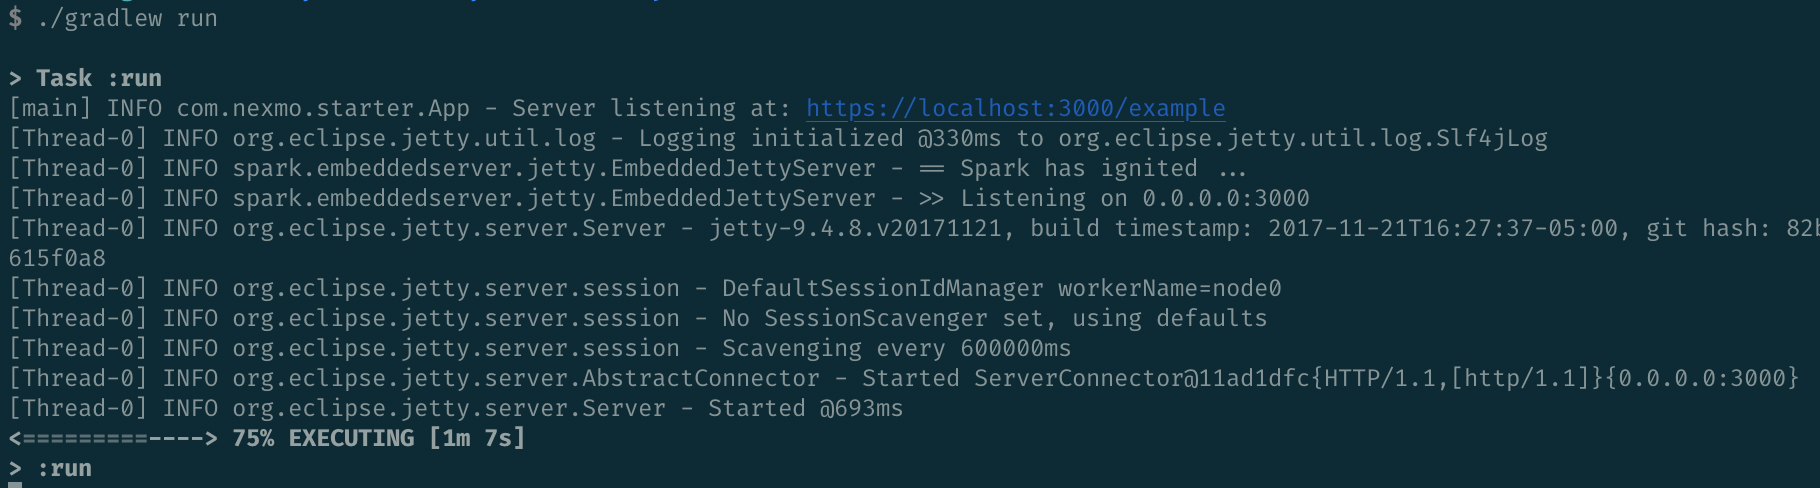 $ ./gradlew run
> Task :run
[main] INFO com.nexmo.starter.App - Server listening at: https://localhost:3000/example
[Thread-0] INFO org.eclipse.jetty.util.log - Logging initialized @330ms to org.eclipse.jetty.util.log.Slf4jLog
[Thread-0] INFO spark.embeddedserver.jetty.EmbeddedJettyServer - == Spark has ignited ...
[Thread-0] INFO spark.embeddedserver.jetty.EmbeddedJettyServer - >> Listening on 0.0.0.0:3000
[Thread-0] INFO org.eclipse.jetty.server.Server - jetty-9.4.8.v20171121, build timestamp: 2017-11-21T16:27:37-05:00, git hash: 82b
615f0a8
[Thread-0] INFO org.eclipse.jetty.server.session - DefaultSessionIdManager workerName=node0
[Thread-0] INFO org.eclipse.jetty.server.session - No SessionScavenger set, using defaults
[Thread-0] INFO org.eclipse.jetty.server.session - Scavenging every 600000ms
[Thread-0] INFO org.eclipse.jetty.server.AbstractConnector - Started ServerConnector@11ad1dfc{HTTP/1.1,[http/1.1]}{0.0.0.0:3000}
[Thread-0] INFO org.eclipse.jetty.server.Server - Started @693ms
<=========----> 75% EXECUTING [1m 7s]
> :run